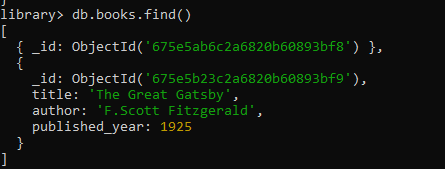 library> db.books.find()
[
  { _id: ObjectId('675e5ab6c2a6820b60893bf8') },
  {
    _id: ObjectId('675e5b23c2a6820b60893bf9'),
    title: 'The Great Gatsby',
    author: 'F.Scott Fitzgerald',
    published_year: 1925
  }
]